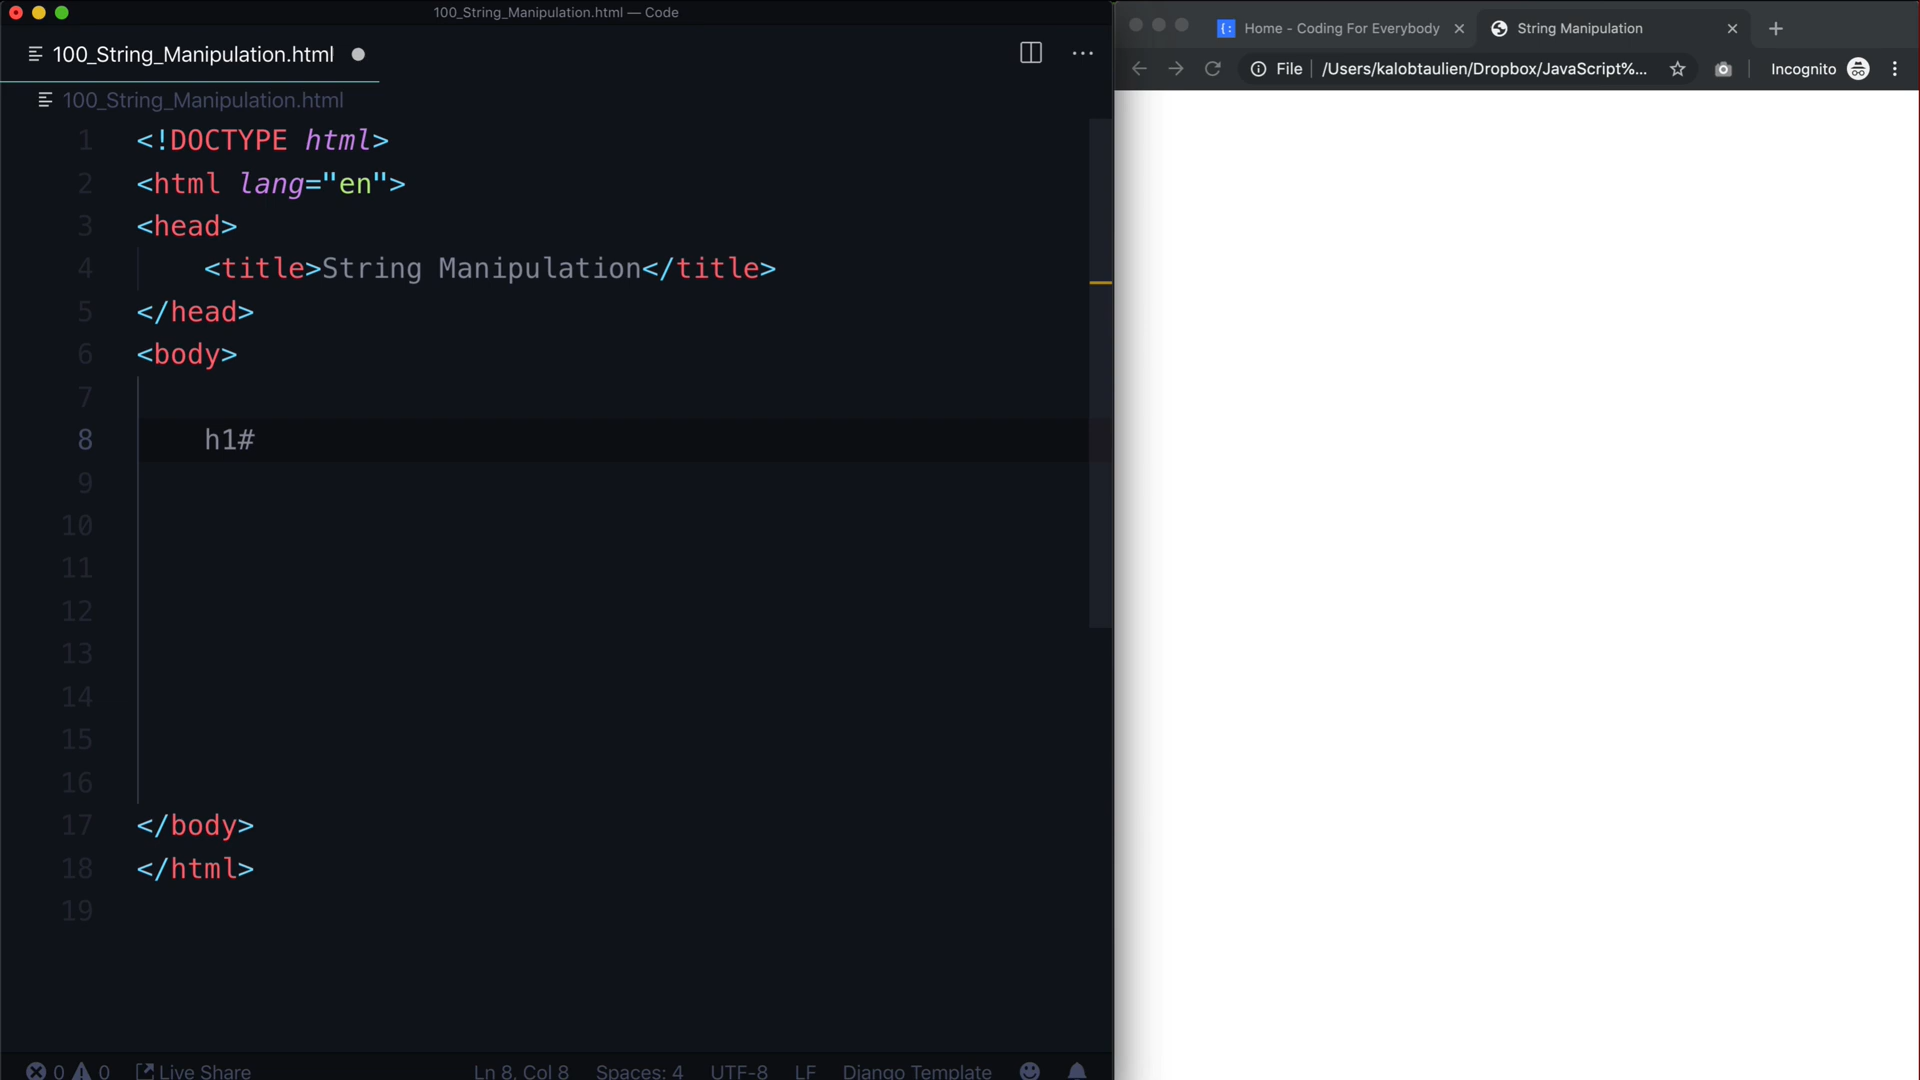 100_String_Manipulation.html — Code
100_String_Manipulation.html
100_String_Manipulation.html
1 <!DOCTYPE html>
2 <html lang="en">
3 <head>
4 <title>String Manipulation</title>
5 </head>
6 <body>
7
8 h1#
9
10
11
12
13
14
15
16
17 </body>
18 </html>
19
0 0 Live Share Ln 8, Col 8 Spaces: 4 UTF-8 LF Django Template
{:
Home - Coding For Everybody
String Manipulation
File /Users/kalobtaulien/Dropbox/JavaScript%... Incognito